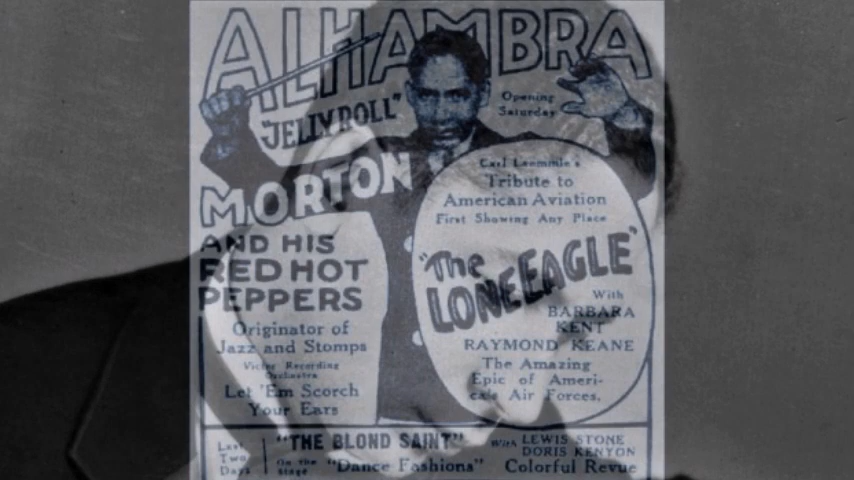 ALHAMBRA
"JELLY ROLL"
MORTON
AND HIS
RED HOT
PEPPERS
Originator of
Jazz and Stomps
Victor Recording
Orchestra
Let 'Em Scorch
Your Ears
Opening
Saturday
Carl Laemmle's
Tribute to
American Aviation
First Showing Any Place
"The
LONE EAGLE"
With
BARBARA
KENT
RAYMOND KEANE
The Amazing
Epic of Ameri-
ca's Air Forces.
Last
Two
Days
"THE BLOND SAINT" With LEWIS STONE
DORIS KENYON
On the
Stage
"Dance Fashions" Colorful Revue